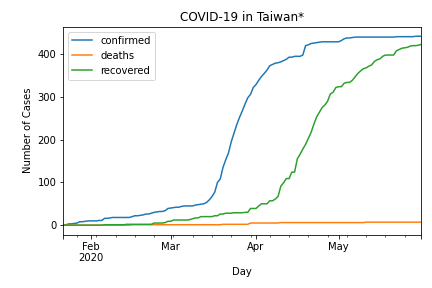 COVID-19 in Taiwan*
confirmed
deaths
recovered
Number of Cases
400
300
200
100
0
Feb
2020
Mar
Apr
May
Day